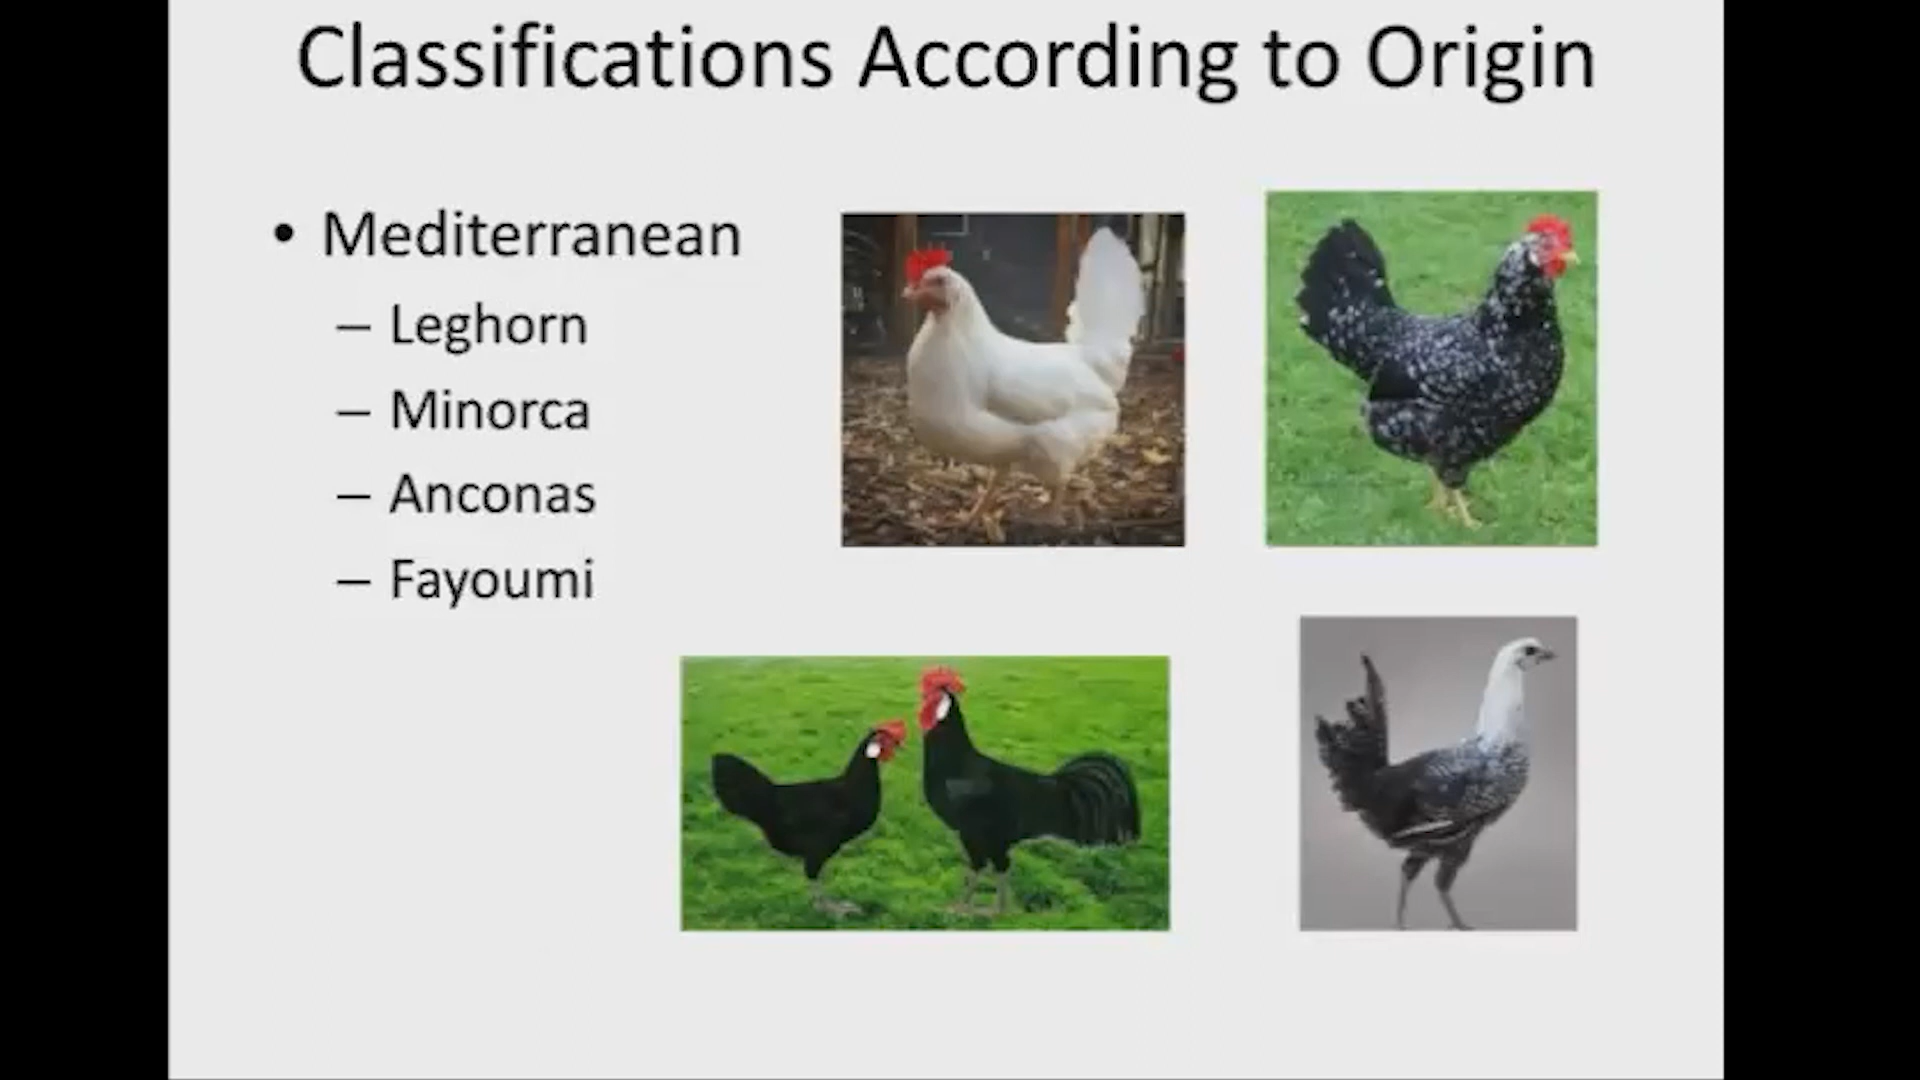 Classifications According to Origin
• Mediterranean
– Leghorn
– Minorca
– Anconas
– Fayoumi